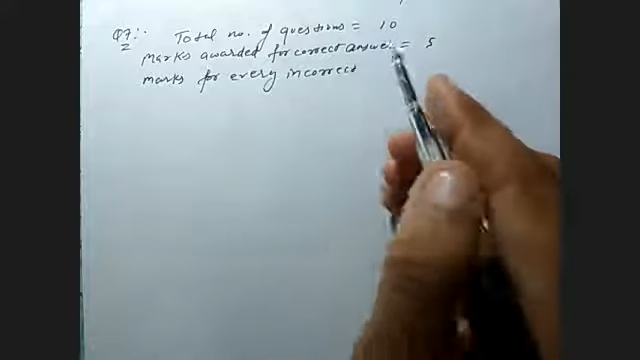 Q7:-
Total no. of questions = 10
marks awarded for correct answer = 5
marks for every incorrect